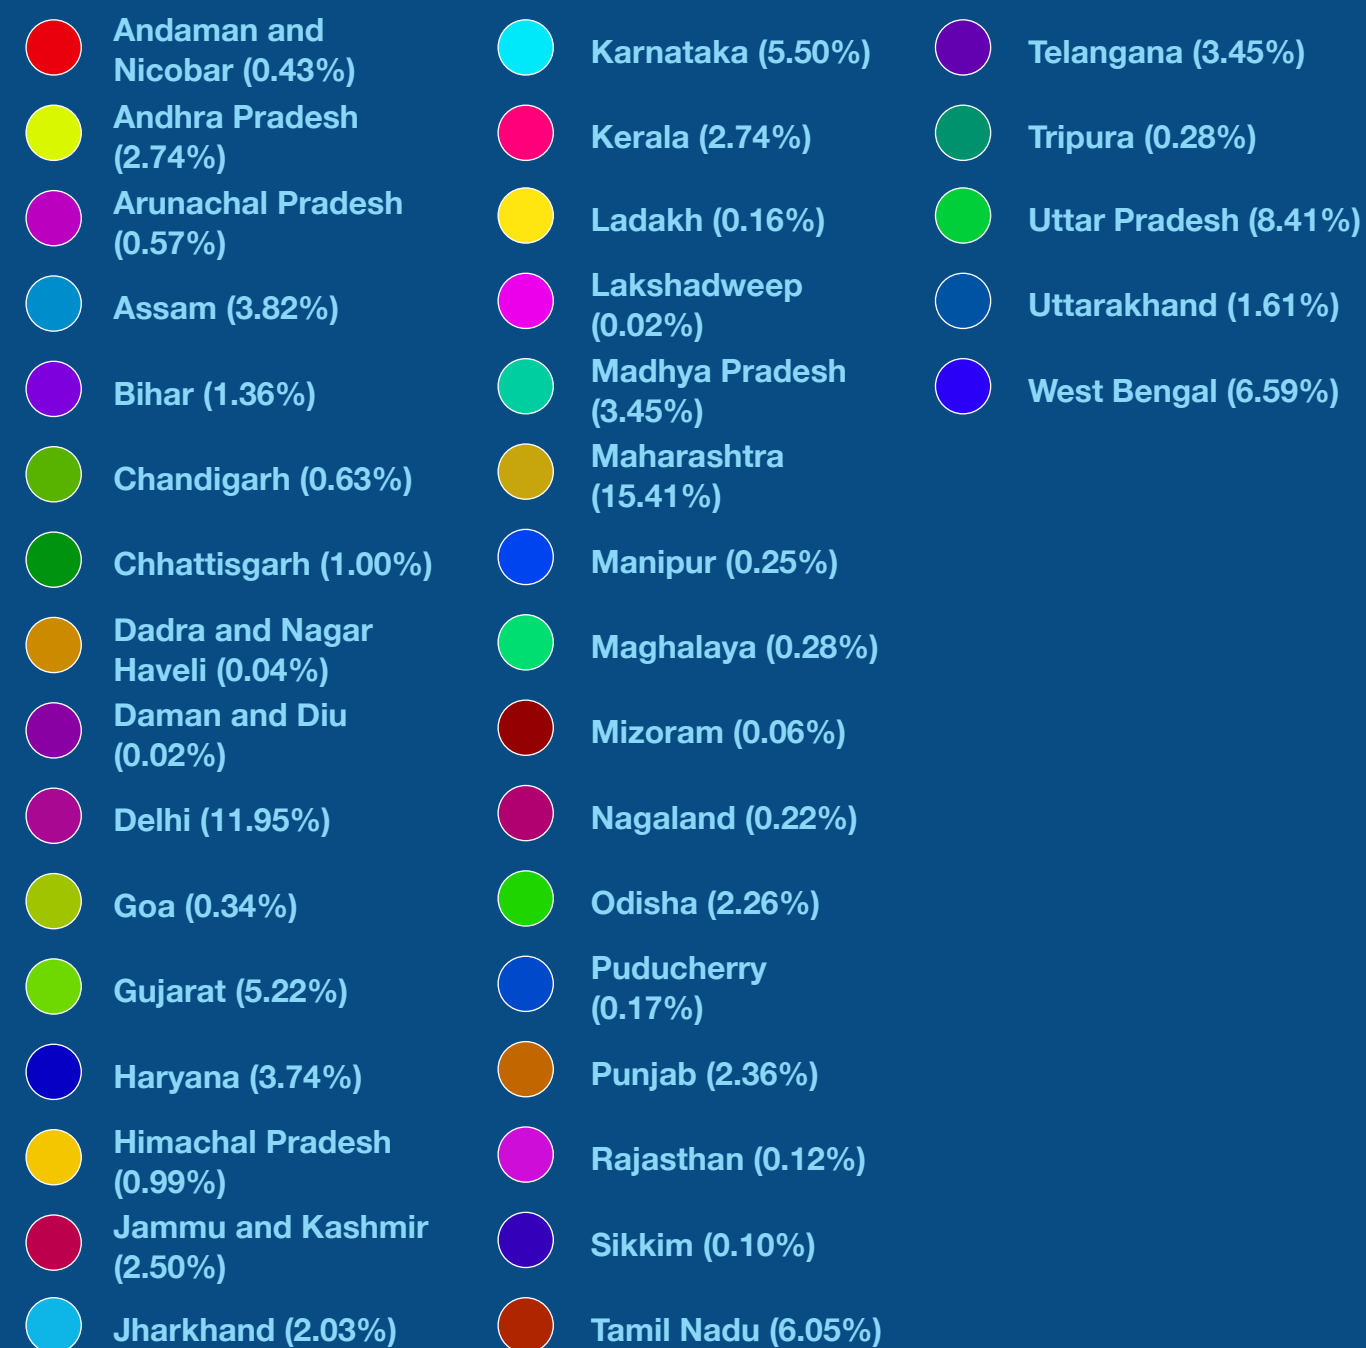 Andaman and
Nicobar (0.43%)
Andhra Pradesh
(2.74%)
Arunachal Pradesh
(0.57%)
Assam (3.82%)
Bihar (1.36%)
Chandigarh (0.63%)
Chhattisgarh (1.00%)
Dadra and Nagar
Haveli (0.04%)
Daman and Diu
(0.02%)
Delhi (11.95%)
Goa (0.34%)
Gujarat (5.22%)
Haryana (3.74%)
Himachal Pradesh
(0.99%)
Jammu and Kashmir
(2.50%)
Jharkhand (2.03%)
Karnataka (5.50%)
Kerala (2.74%)
Ladakh (0.16%)
Lakshadweep
(0.02%)
Madhya Pradesh
(3.45%)
Maharashtra
(15.41%)
Manipur (0.25%)
Maghalaya (0.28%)
Mizoram (0.06%)
Nagaland (0.22%)
Odisha (2.26%)
Puducherry
(0.17%)
Punjab (2.36%)
Rajasthan (0.12%)
Sikkim (0.10%)
Tamil Nadu (6.05%)
Telangana (3.45%)
Tripura (0.28%)
Uttar Pradesh (8.41%)
Uttarakhand (1.61%)
West Bengal (6.59%)